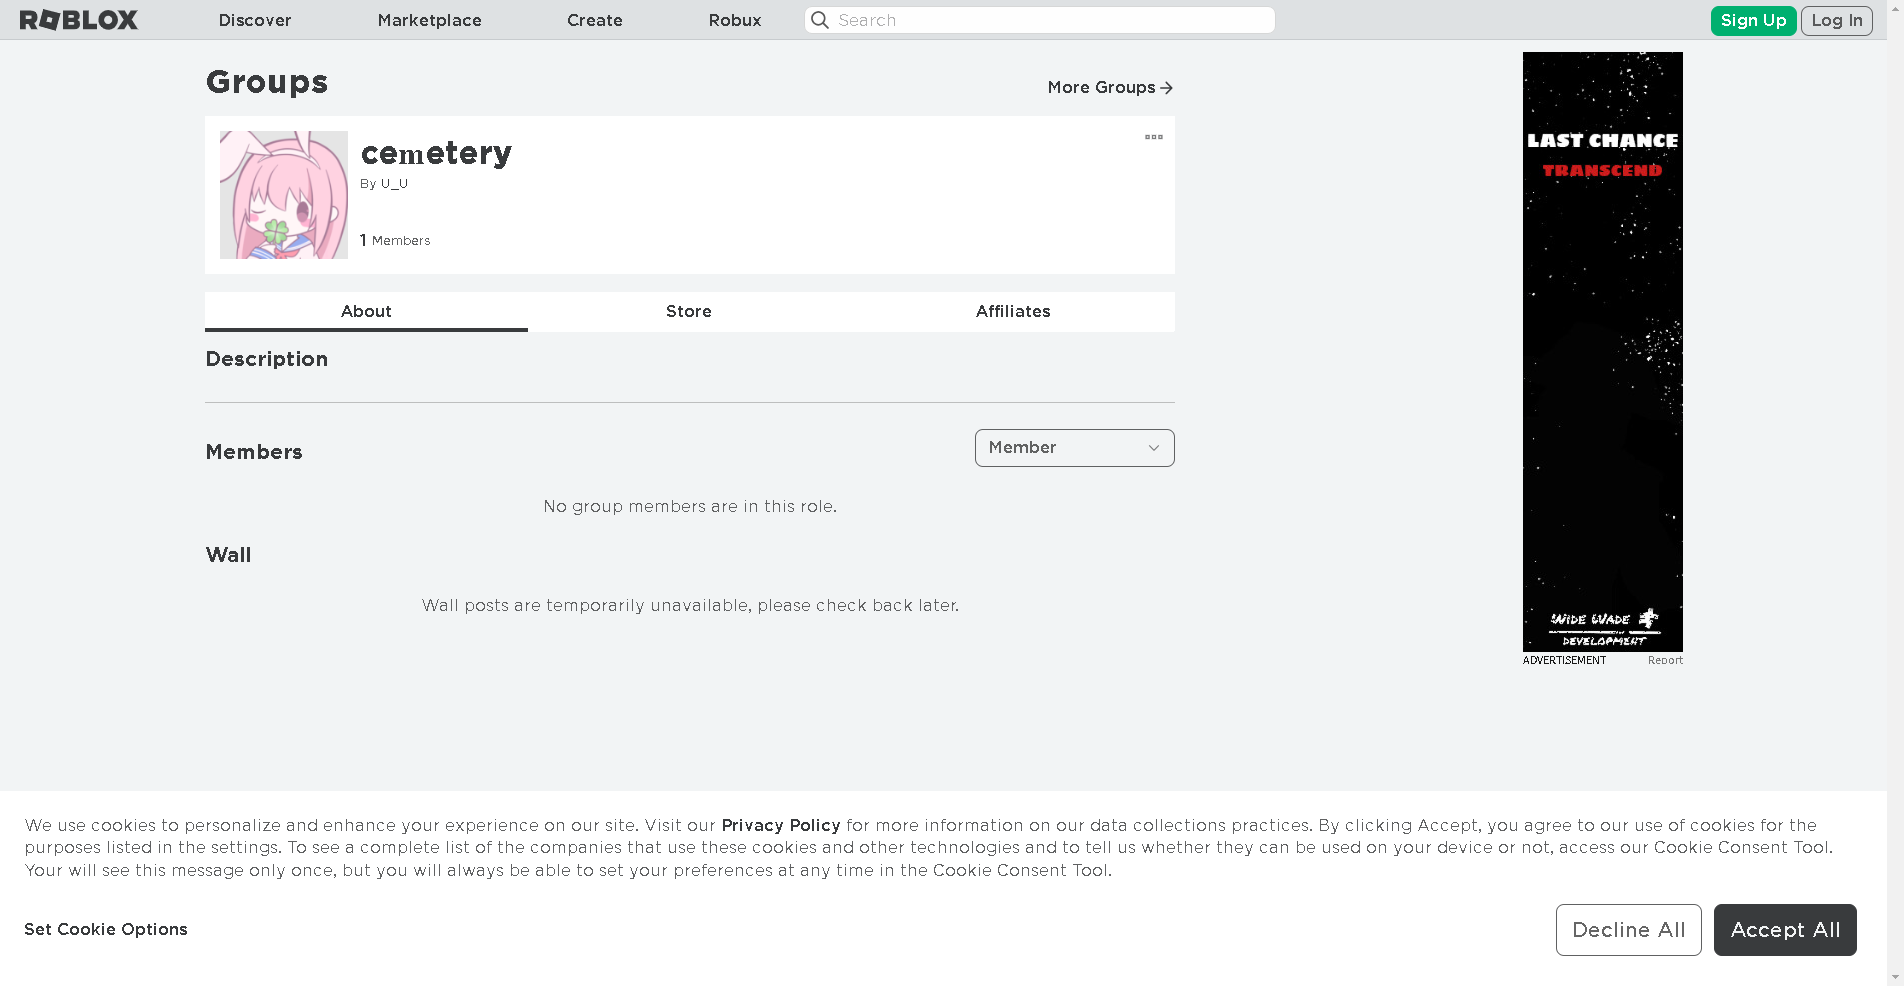 ROBLOX Discover Marketplace Create Robux Search Sign Up Log In
Groups
More Groups
ceⅿetery
By U_U
1 Members
About Store Affiliates
Description
Members
Member
No group members are in this role.
Wall
Wall posts are temporarily unavailable, please check back later.
LAST CHANCE
TRANSCEND
WIDE WADE
DEVELOPMENT
ADVERTISEMENT Report
We use cookies to personalize and enhance your experience on our site. Visit our Privacy Policy for more information on our data collections practices. By clicking Accept, you agree to our use of cookies for the
purposes listed in the settings. To see a complete list of the companies that use these cookies and other technologies and to tell us whether they can be used on your device or not, access our Cookie Consent Tool.
Your will see this message only once, but you will always be able to set your preferences at any time in the Cookie Consent Tool.
Set Cookie Options
Decline All
Accept All